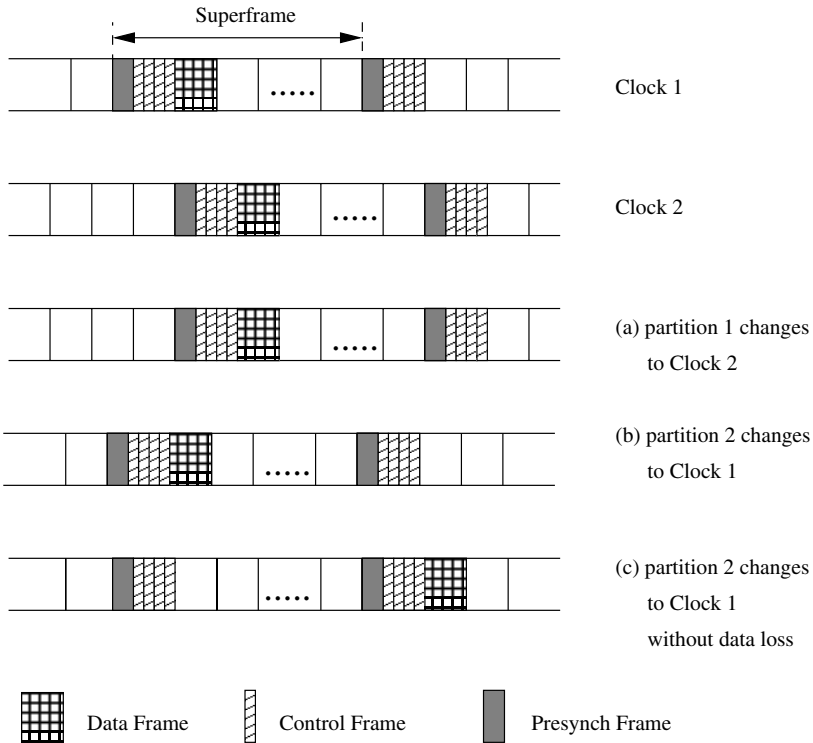 Superframe
Clock 1
Clock 2
(a) partition 1 changes
to Clock 2
(b) partition 2 changes
to Clock 1
(c) partition 2 changes
to Clock 1
without data loss
Data Frame
Control Frame
Presynch Frame